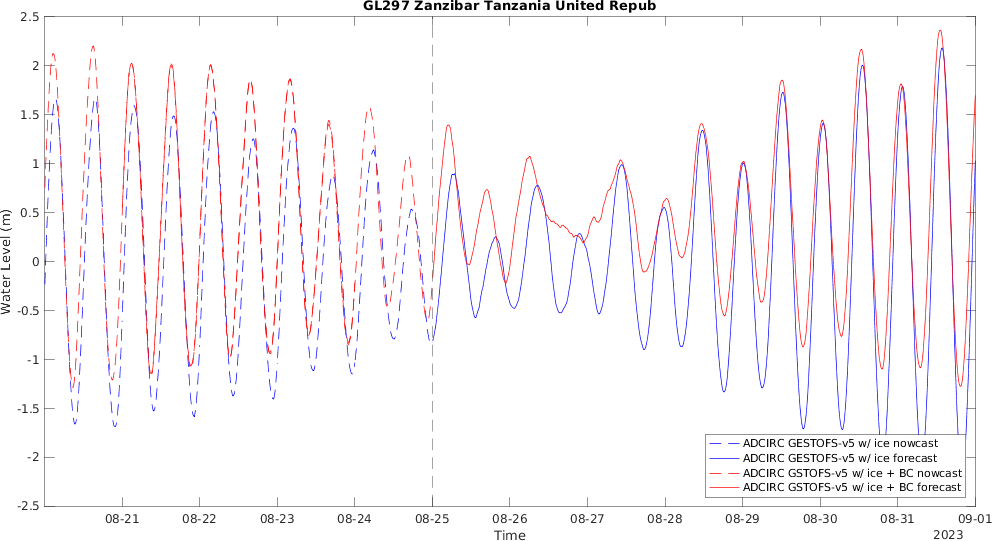 GL297 Zanzibar Tanzania United Repub
2.5
2
1.5
1
0.5
0
-0.5
-1
-1.5
-2
-2.5
Water Level (m)
ADCIRC GESTOFS-v5 w/ ice nowcast
ADCIRC GESTOFS-v5 w/ ice forecast
ADCIRC GSTOFS-v5 w/ ice + BC nowcast
ADCIRC GSTOFS-v5 w/ ice + BC forecast
08-21 08-22 08-23 08-24 08-25 08-26 08-27 08-28 08-29 08-30 08-31 09-01
Time
2023